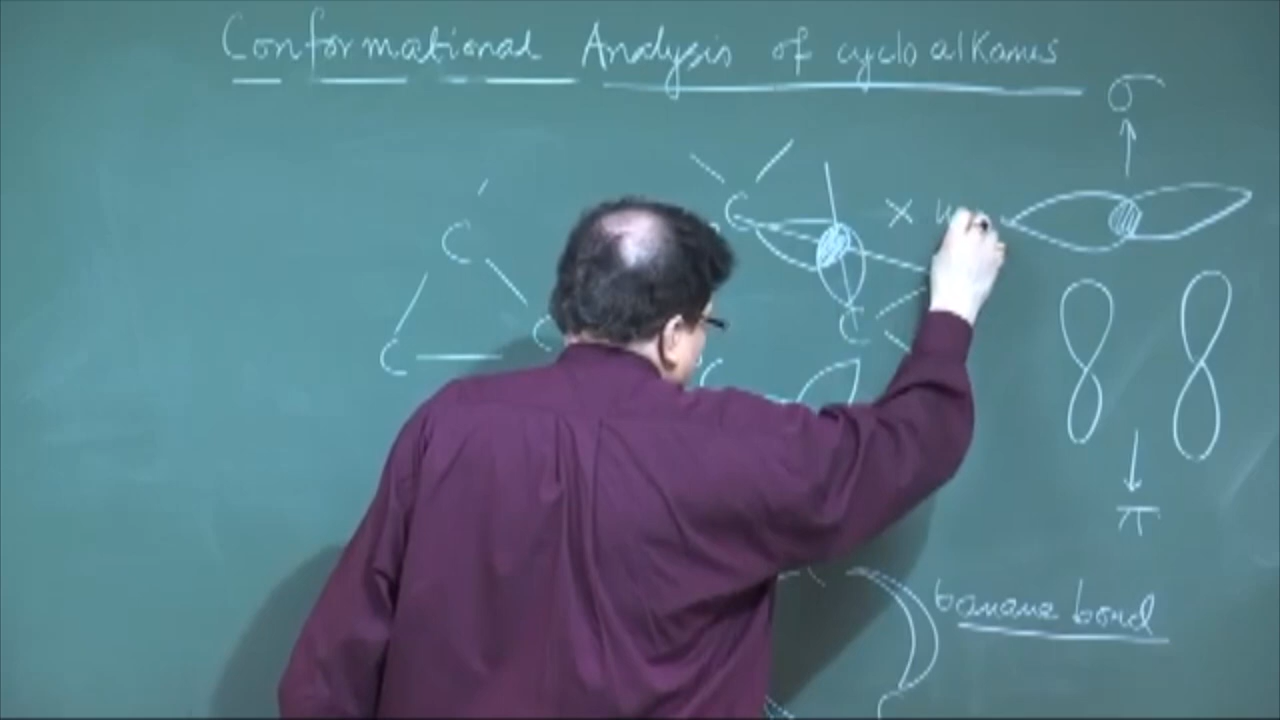 Conformational Analysis of cycloalkanes
σ
C
×
C
C
C
C
C
π
banana bond